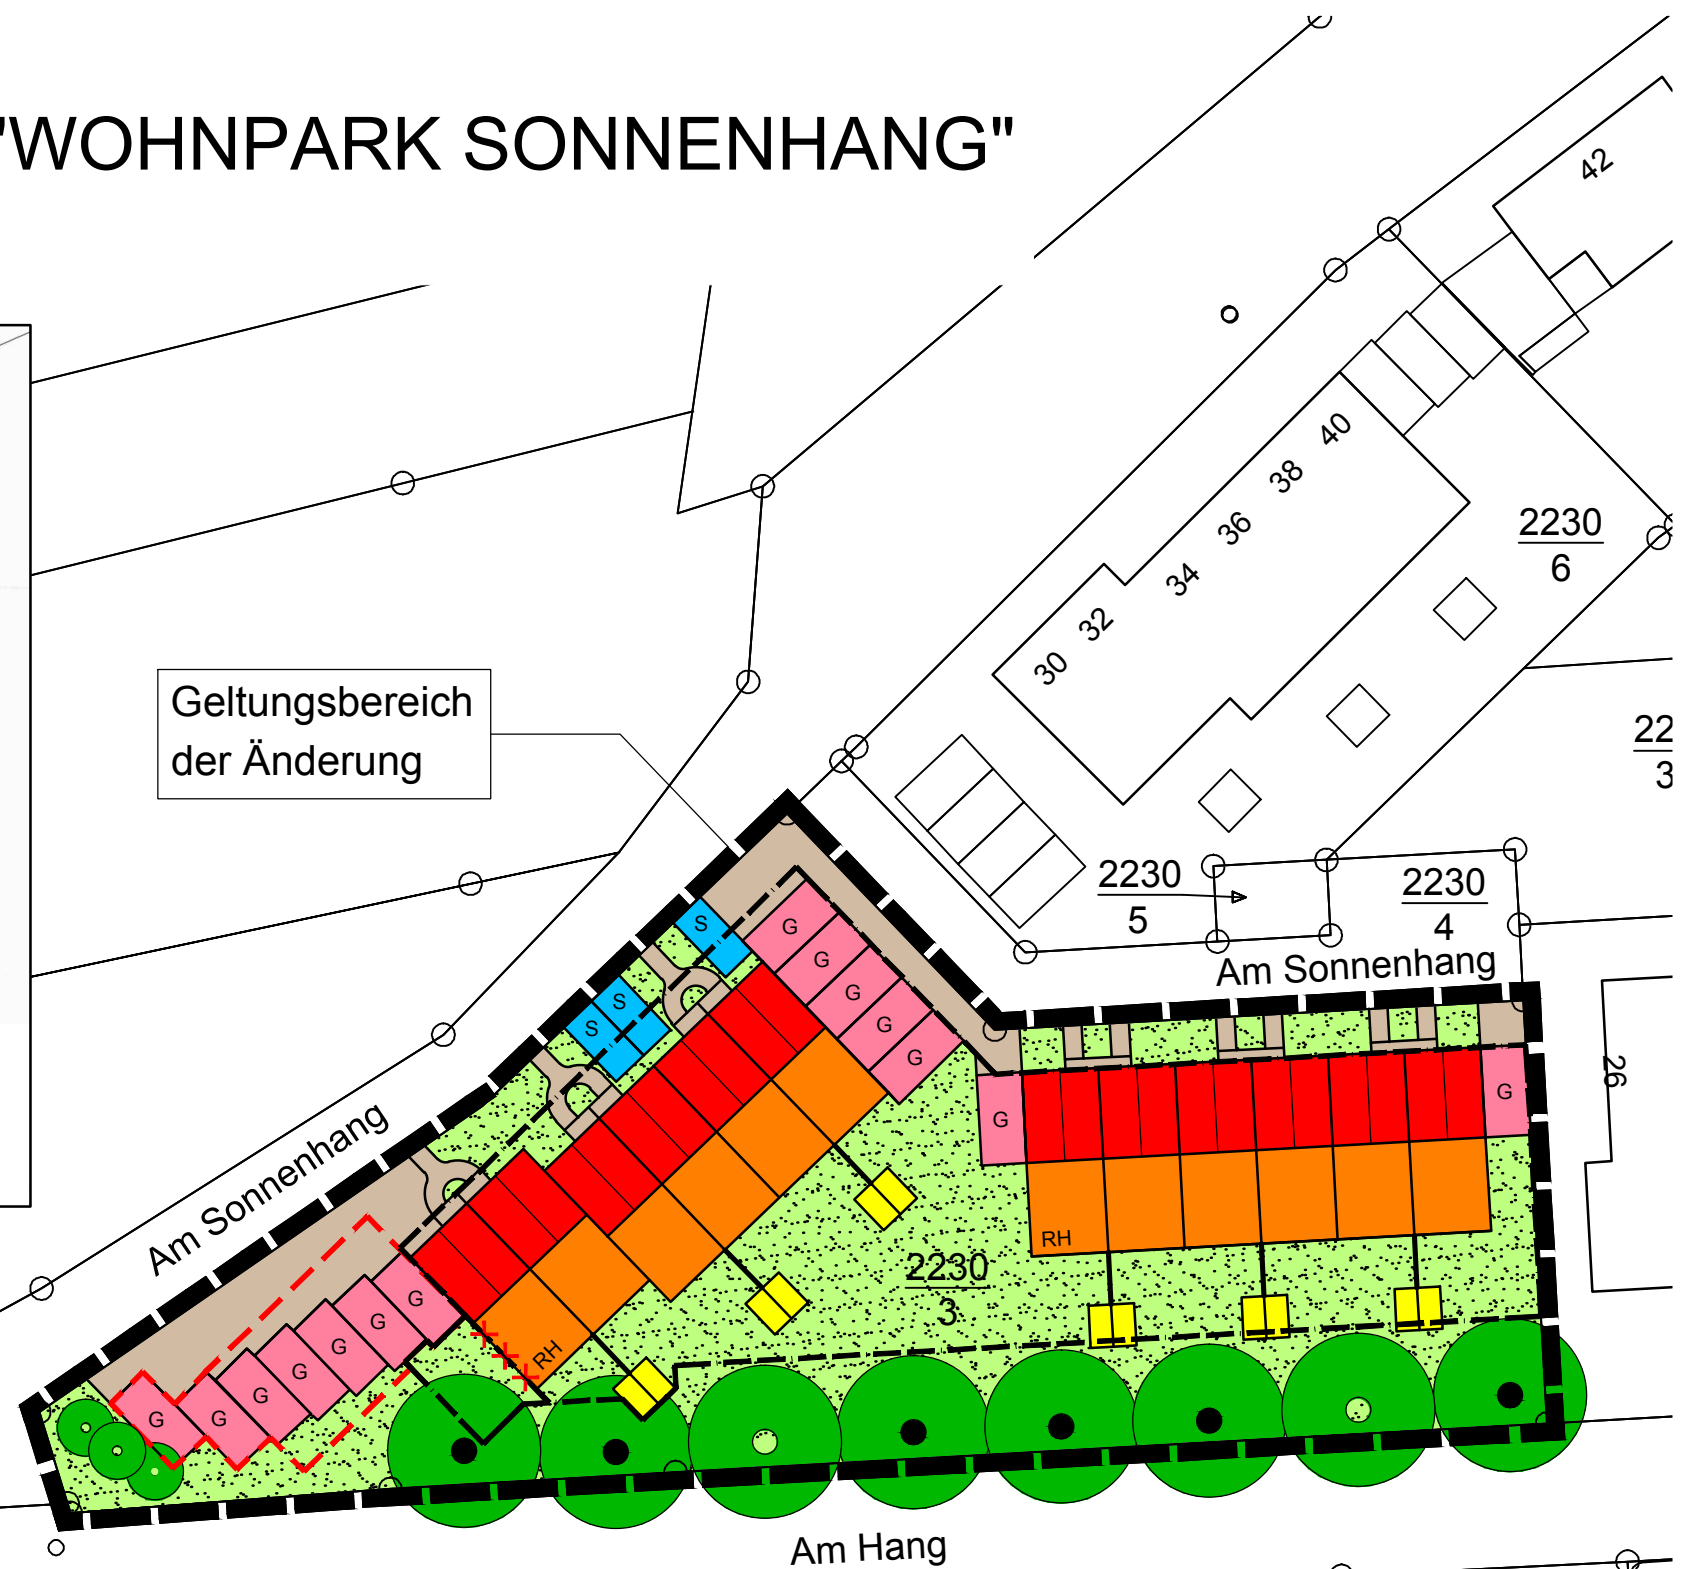 "WOHNPARK SONNENHANG"
42
40
38
36
34
32
30
2230
6
22
3
Geltungsbereich
der Änderung
2230
5
2230
4
Am Sonnenhang
26
S
S
S
G
G
G
G
G
G
G
Am Sonnenhang
RH
2230
3
RH
G
G
G
G
G
G
G
Am Hang